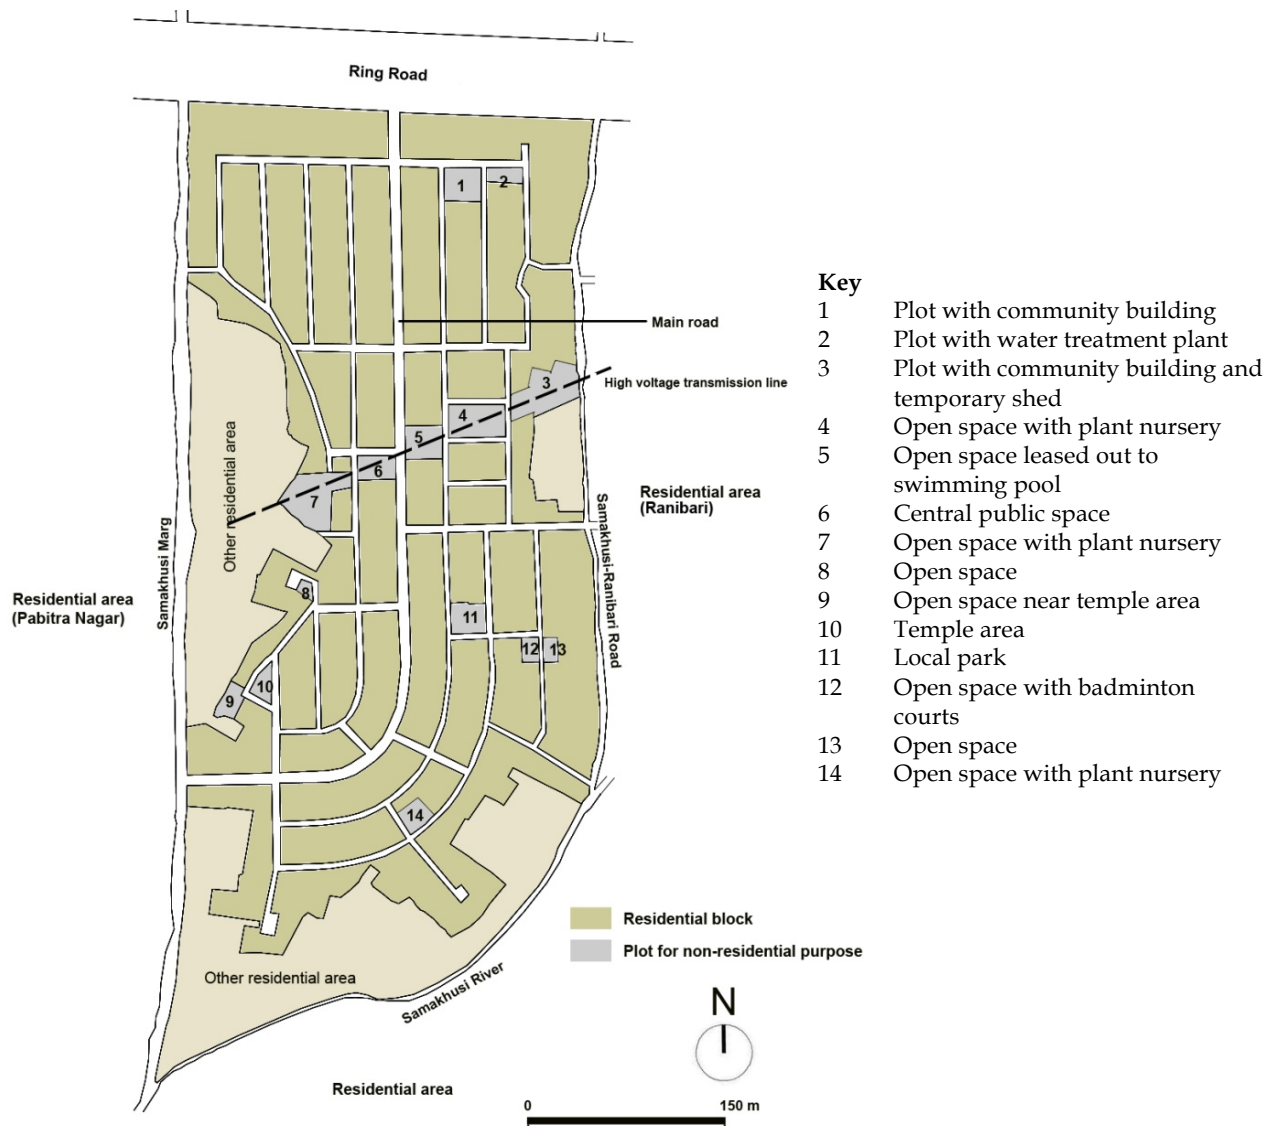 Ring Road
1
2
Main road
3
High voltage transmission line
4
5
6
7
Other residential area
Residential area
(Ranibari)
Samakhusi Marg
Samakhusi-Ranibari Road
Residential area
(Pabitra Nagar)
8
9
10
11
12
13
14
Residential block
Plot for non-residential purpose
Other residential area
Samakhusi River
N
Residential area
0 150 m
Key
1 Plot with community building
2 Plot with water treatment plant
3 Plot with community building and
temporary shed
4 Open space with plant nursery
5 Open space leased out to
swimming pool
6 Central public space
7 Open space with plant nursery
8 Open space
9 Open space near temple area
10 Temple area
11 Local park
12 Open space with badminton
courts
13 Open space
14 Open space with plant nursery